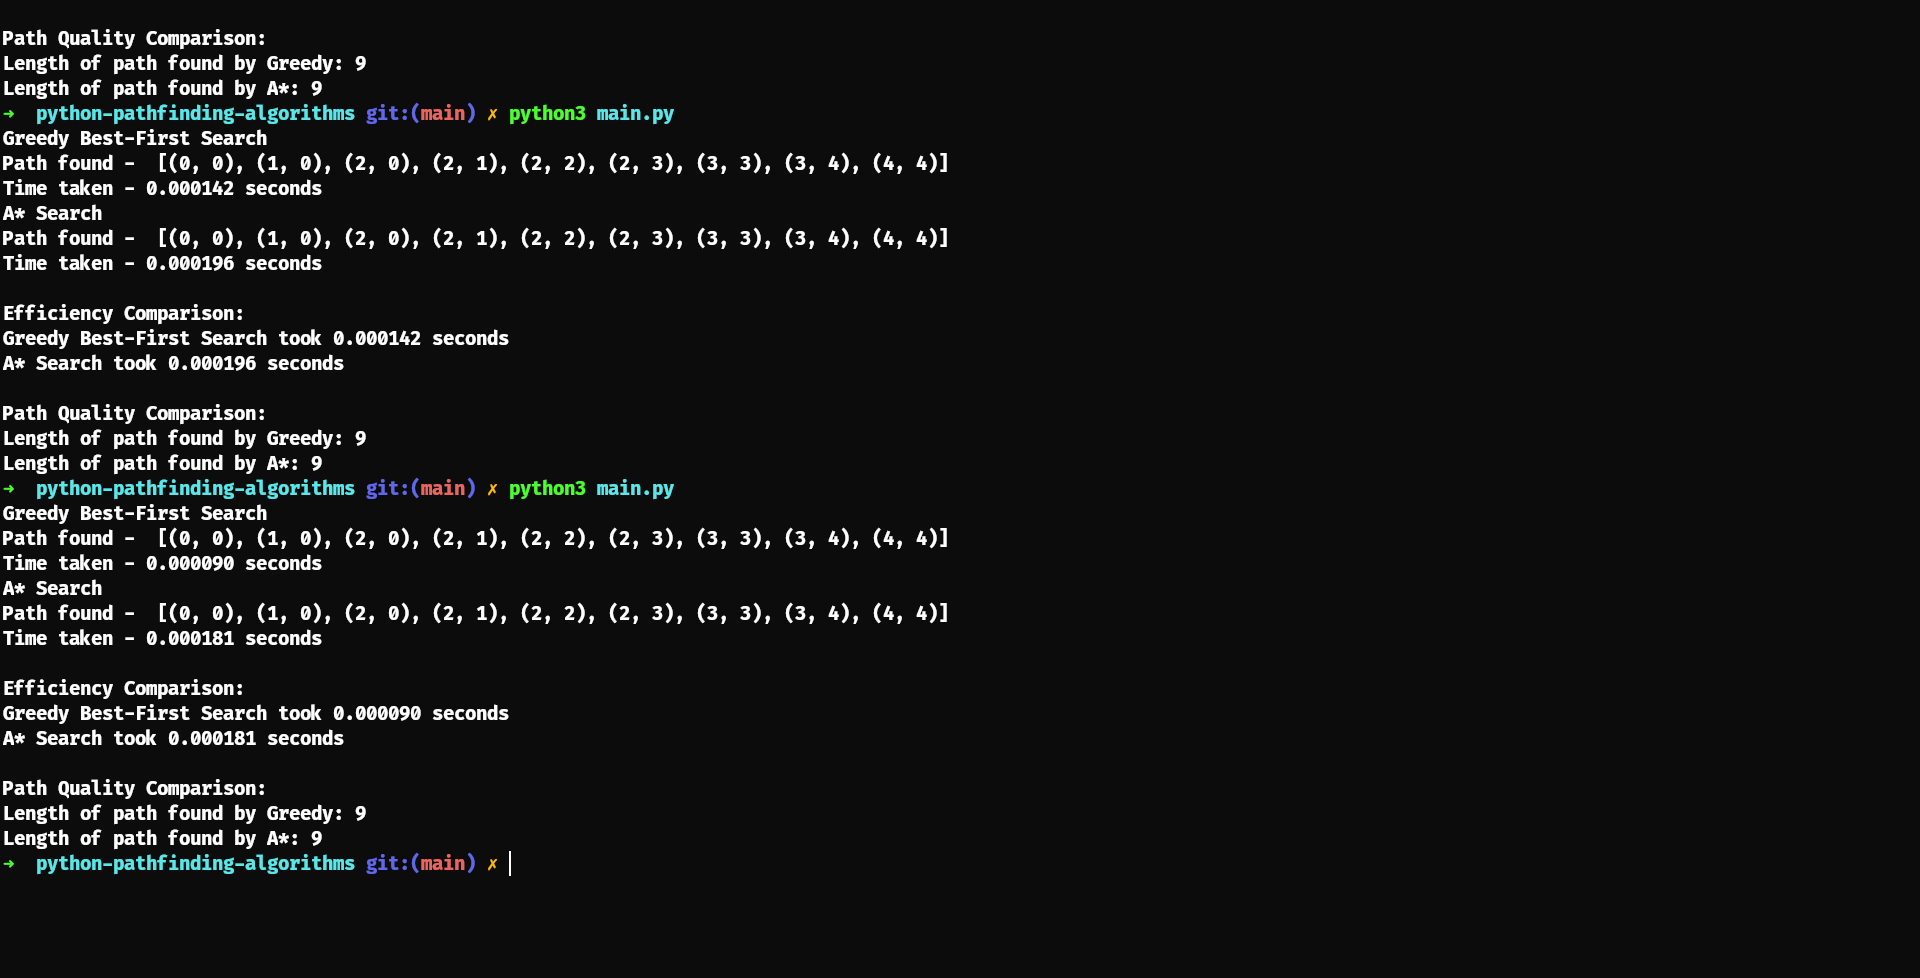 Path Quality Comparison:
Length of path found by Greedy: 9
Length of path found by A*: 9
➜  python-pathfinding-algorithms git:(main) ✗ python3 main.py
Greedy Best-First Search
Path found -  [(0, 0), (1, 0), (2, 0), (2, 1), (2, 2), (2, 3), (3, 3), (3, 4), (4, 4)]
Time taken - 0.000142 seconds
A* Search
Path found -  [(0, 0), (1, 0), (2, 0), (2, 1), (2, 2), (2, 3), (3, 3), (3, 4), (4, 4)]
Time taken - 0.000196 seconds

Efficiency Comparison:
Greedy Best-First Search took 0.000142 seconds
A* Search took 0.000196 seconds

Path Quality Comparison:
Length of path found by Greedy: 9
Length of path found by A*: 9
➜  python-pathfinding-algorithms git:(main) ✗ python3 main.py
Greedy Best-First Search
Path found -  [(0, 0), (1, 0), (2, 0), (2, 1), (2, 2), (2, 3), (3, 3), (3, 4), (4, 4)]
Time taken - 0.000090 seconds
A* Search
Path found -  [(0, 0), (1, 0), (2, 0), (2, 1), (2, 2), (2, 3), (3, 3), (3, 4), (4, 4)]
Time taken - 0.000181 seconds

Efficiency Comparison:
Greedy Best-First Search took 0.000090 seconds
A* Search took 0.000181 seconds

Path Quality Comparison:
Length of path found by Greedy: 9
Length of path found by A*: 9
➜  python-pathfinding-algorithms git:(main) ✗